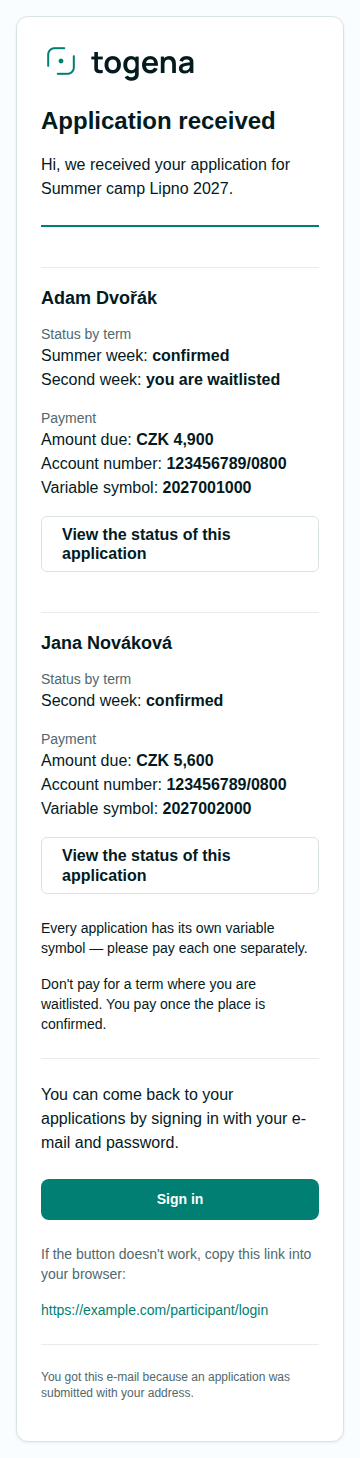 togena
Application received
Hi, we received your application for
Summer camp Lipno 2027.
Adam Dvořák
Status by term
Summer week: confirmed
Second week: you are waitlisted
Payment
Amount due: CZK 4,900
Account number: 123456789/0800
Variable symbol: 2027001000
View the status of this
application
Jana Nováková
Status by term
Second week: confirmed
Payment
Amount due: CZK 5,600
Account number: 123456789/0800
Variable symbol: 2027002000
View the status of this
application
Every application has its own variable
symbol — please pay each one separately.
Don't pay for a term where you are
waitlisted. You pay once the place is
confirmed.
You can come back to your
applications by signing in with your e-
mail and password.
Sign in
If the button doesn't work, copy this link into
your browser:
https://example.com/participant/login
You got this e-mail because an application was
submitted with your address.